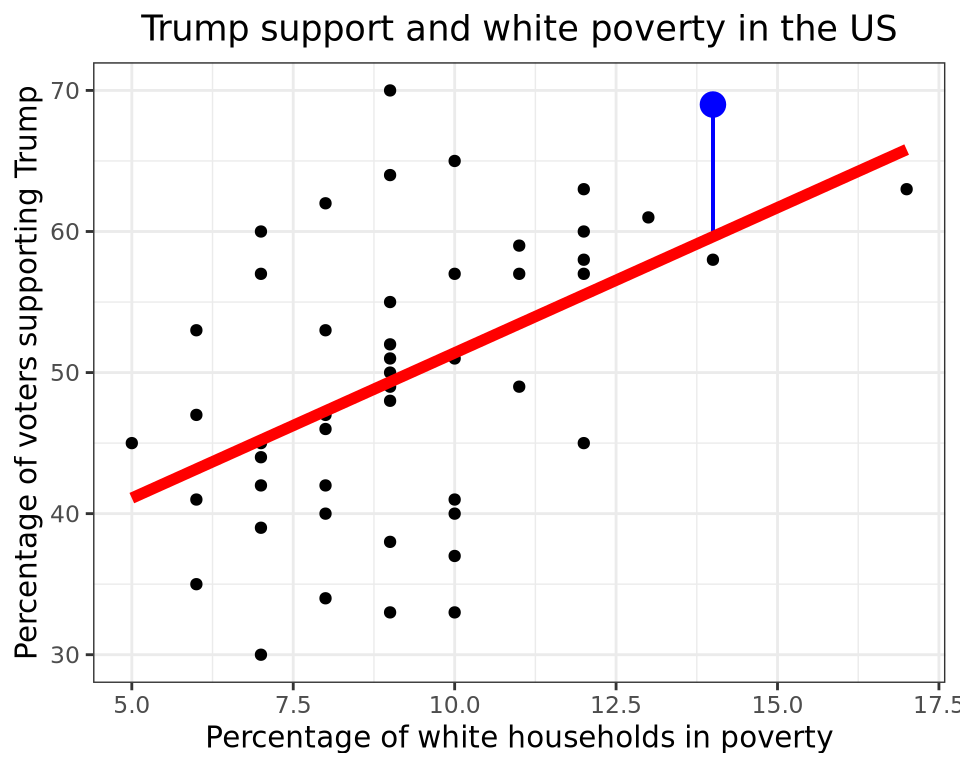 Trump support and white poverty in the US
Percentage of voters supporting Trump
70
60
50
40
30
5.0 7.5 10.0 12.5 15.0 17.5
Percentage of white households in poverty